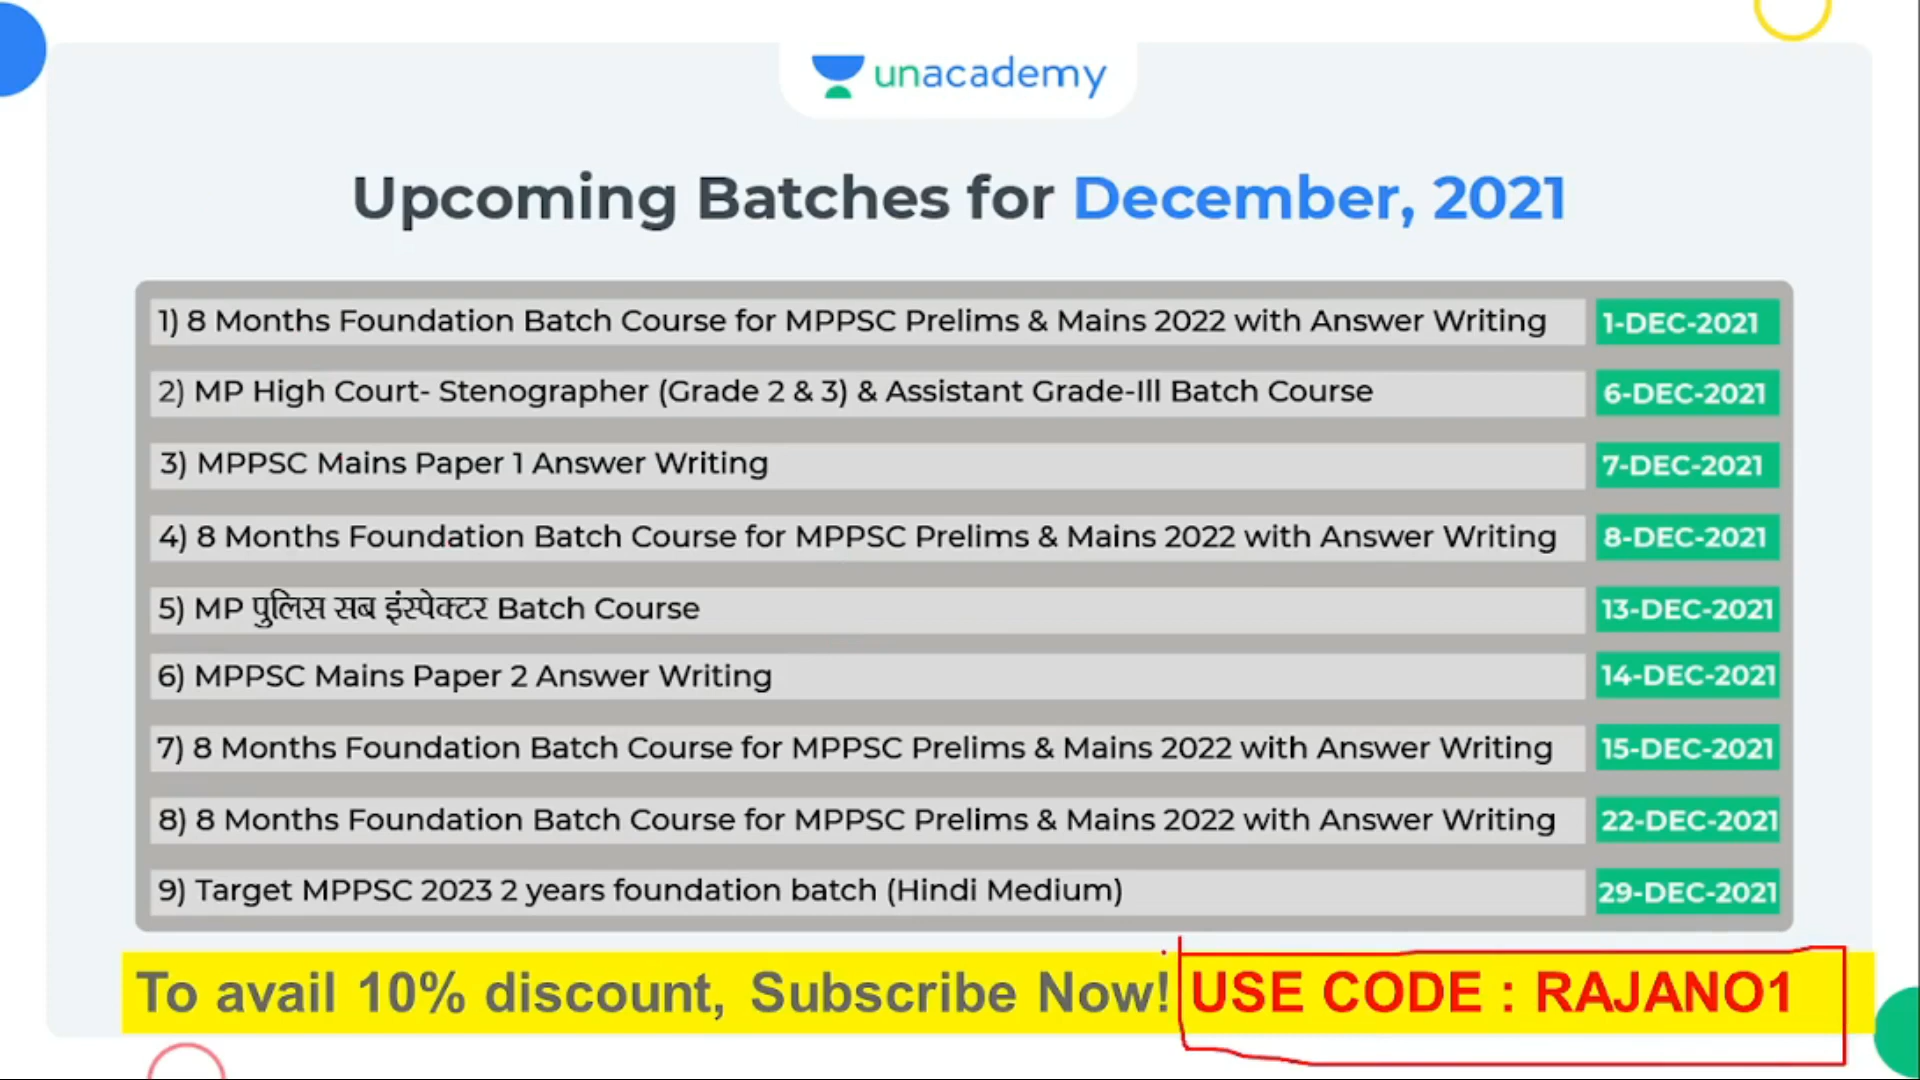 unacademy
Upcoming Batches for December, 2021
1) 8 Months Foundation Batch Course for MPPSC Prelims & Mains 2022 with Answer Writing 1-DEC-2021
2) MP High Court- Stenographer (Grade 2 & 3) & Assistant Grade-Ill Batch Course 6-DEC-2021
3) MPPSC Mains Paper 1 Answer Writing 7-DEC-2021
4) 8 Months Foundation Batch Course for MPPSC Prelims & Mains 2022 with Answer Writing 8-DEC-2021
5) MP पुलिस सब इंस्पेक्टर Batch Course 13-DEC-2021
6) MPPSC Mains Paper 2 Answer Writing 14-DEC-2021
7) 8 Months Foundation Batch Course for MPPSC Prelims & Mains 2022 with Answer Writing 15-DEC-2021
8) 8 Months Foundation Batch Course for MPPSC Prelims & Mains 2022 with Answer Writing 22-DEC-2021
9) Target MPPSC 2023 2 years foundation batch (Hindi Medium) 29-DEC-2021
To avail 10% discount, Subscribe Now! USE CODE : RAJANO1